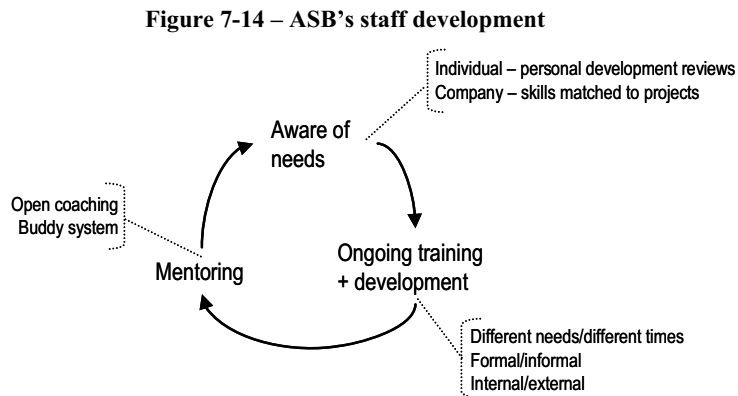 Figure 7-14 – ASB's staff development
Individual – personal development reviews
Company – skills matched to projects
Aware of
needs
Open coaching
Buddy system
Mentoring
Ongoing training
+ development
Different needs/different times
Formal/informal
Internal/external